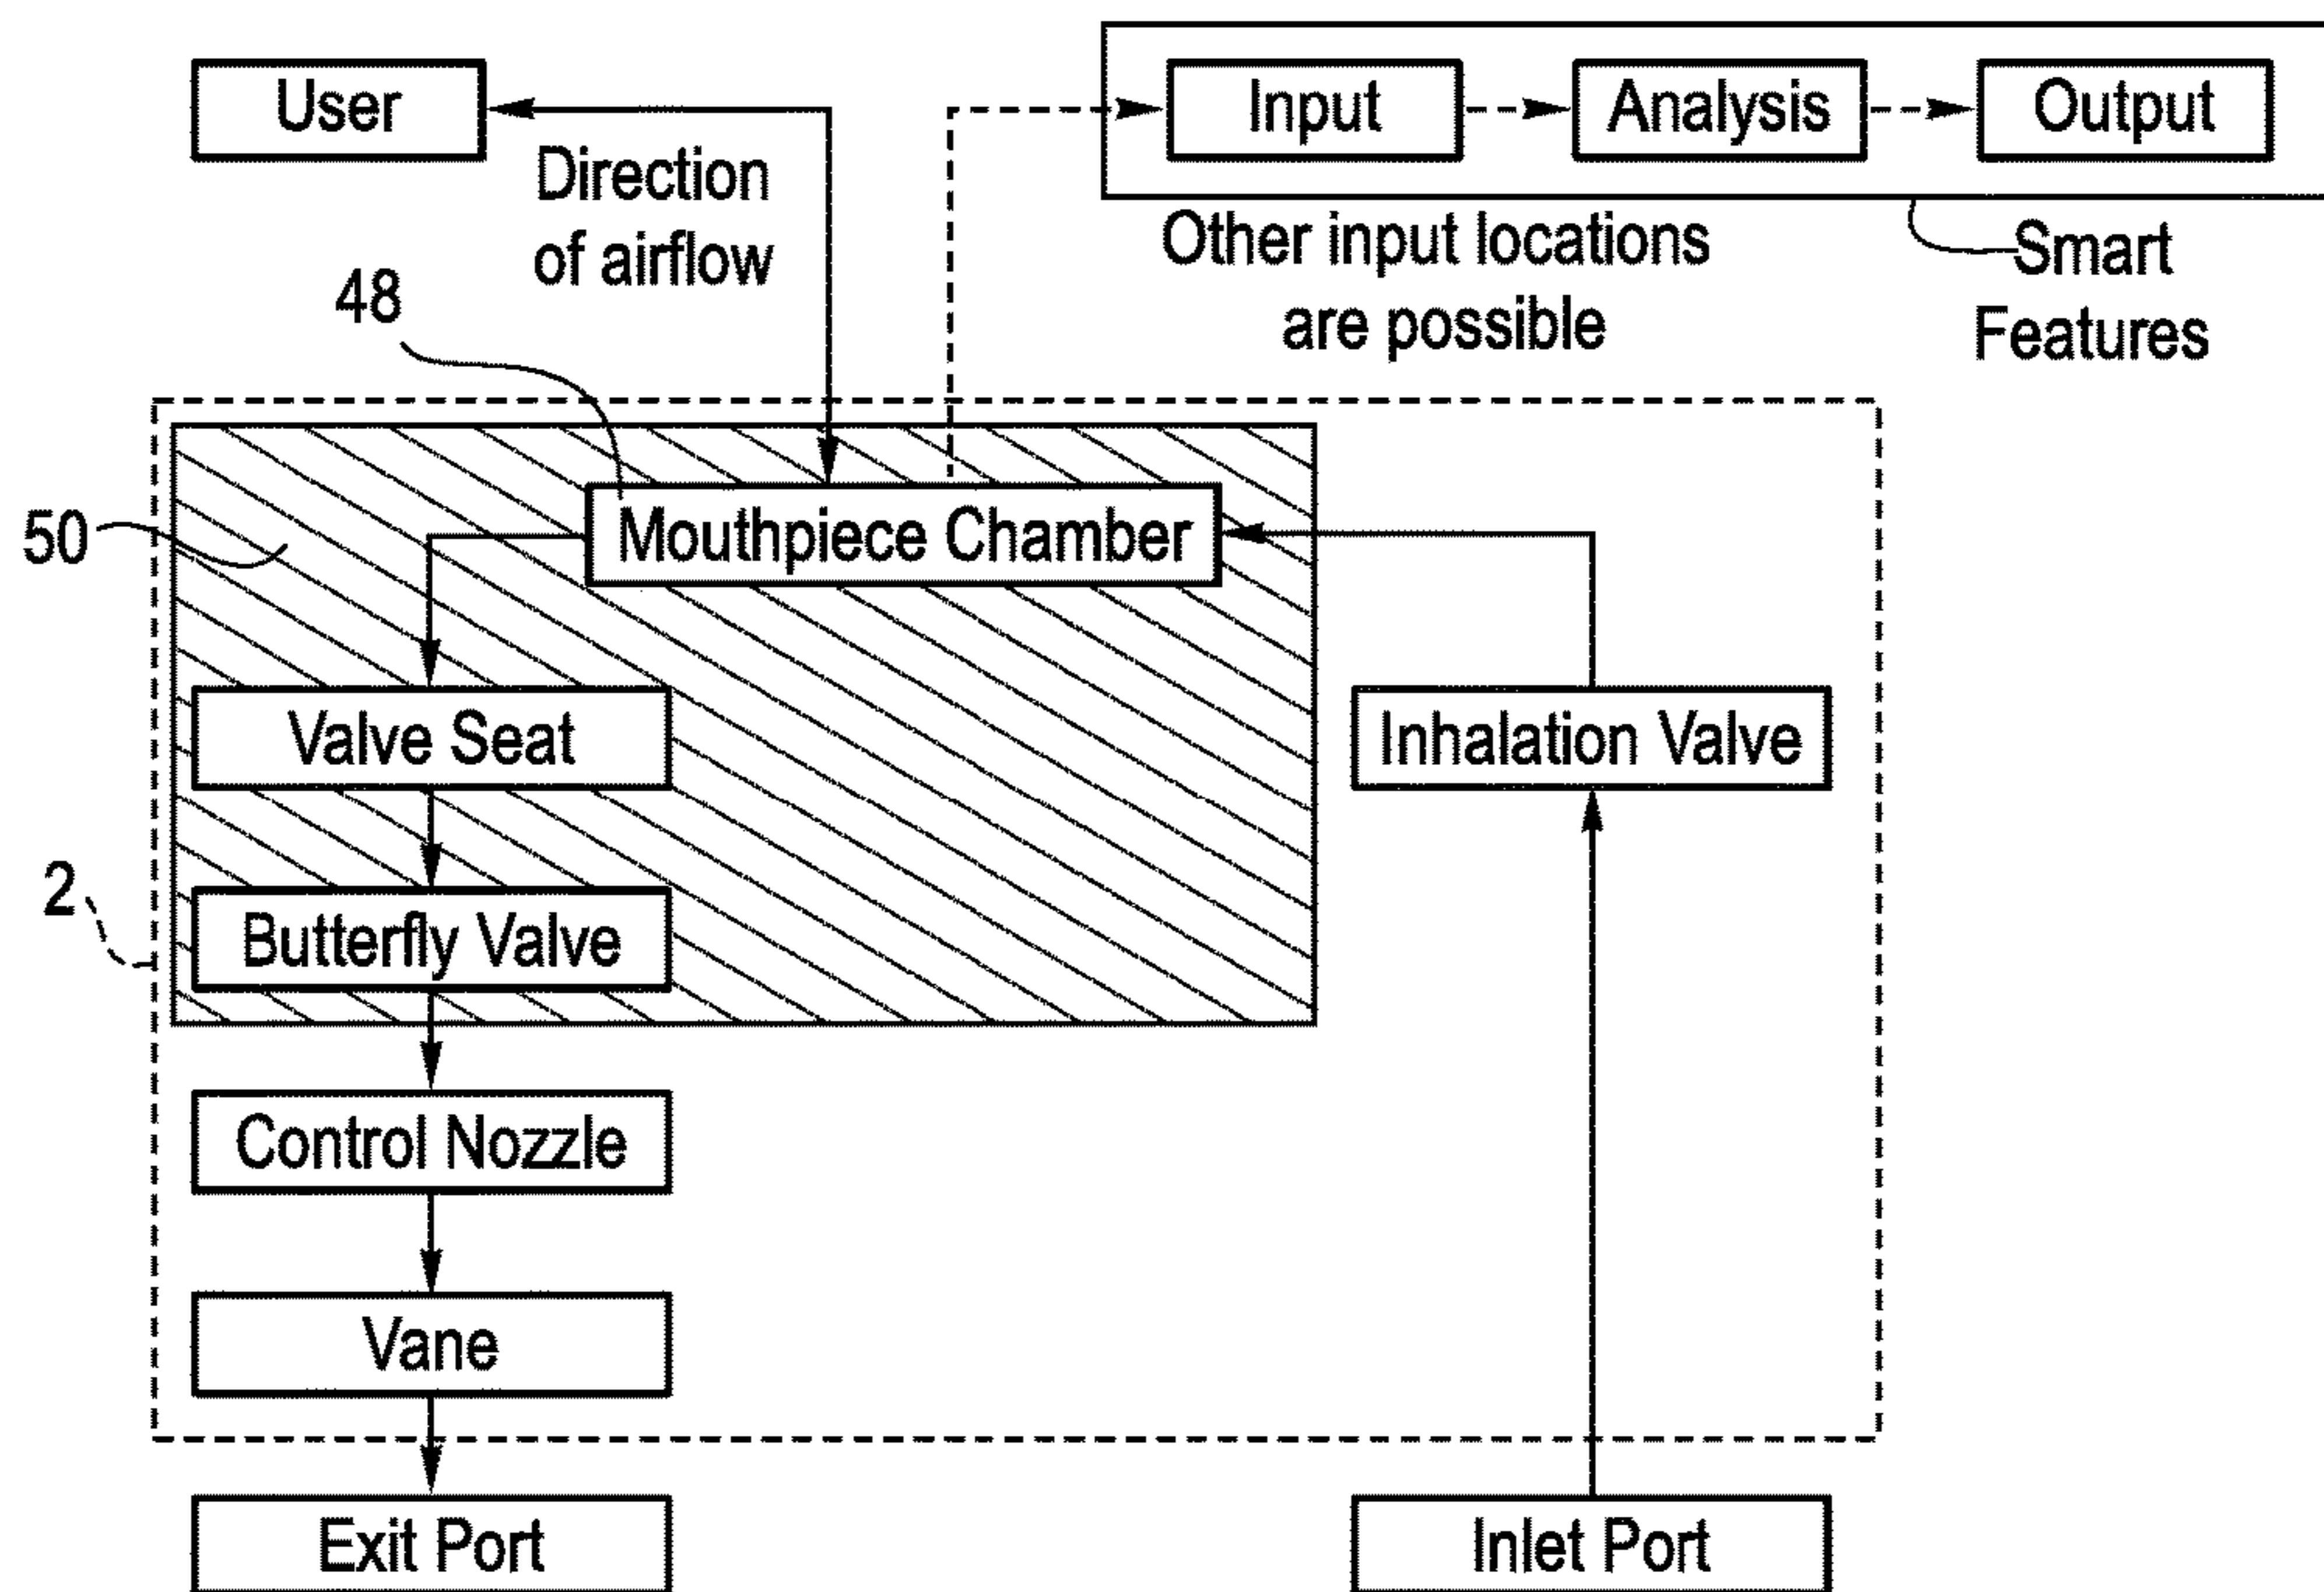 User
Input
Analysis
Output
Direction
of airflow
Other input locations
are possible
Smart
Features
48
Mouthpiece Chamber
50
Valve Seat
Inhalation Valve
2
Butterfly Valve
Control Nozzle
Vane
Exit Port
Inlet Port